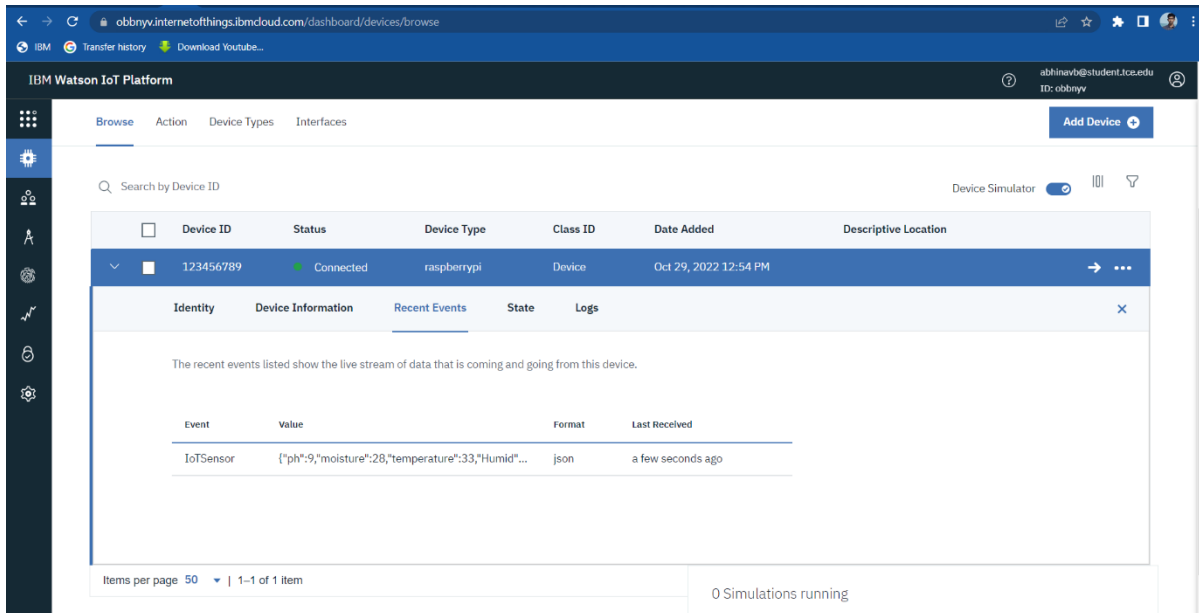 obbnyv.internetofthings.ibmcloud.com/dashboard/devices/browse
IBM Transfer history Download Youtube...
IBM Watson IoT Platform
abhinavb@student.tce.edu
ID: obbnyv
Browse Action Device Types Interfaces Add Device
Search by Device ID Device Simulator
Device ID Status Device Type Class ID Date Added Descriptive Location
123456789 Connected raspberrypi Device Oct 29, 2022 12:54 PM
Identity Device Information Recent Events State Logs
The recent events listed show the live stream of data that is coming and going from this device.
Event Value Format Last Received
IoTSensor {"ph":9,"moisture":28,"temperature":33,"Humid"... json a few seconds ago
Items per page 50 | 1–1 of 1 item
0 Simulations running